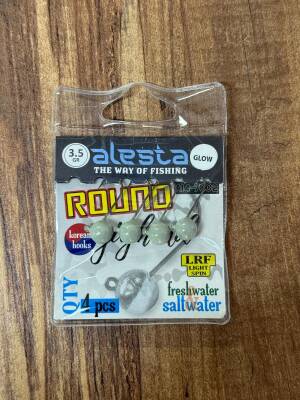 3.5
GR
alesta
GLOW
THE WAY OF FISHING
ROUND
korean
hooks
jighead
LRF
LIGHT
SPIN
QTY
4 pcs
freshwater
&
saltwater